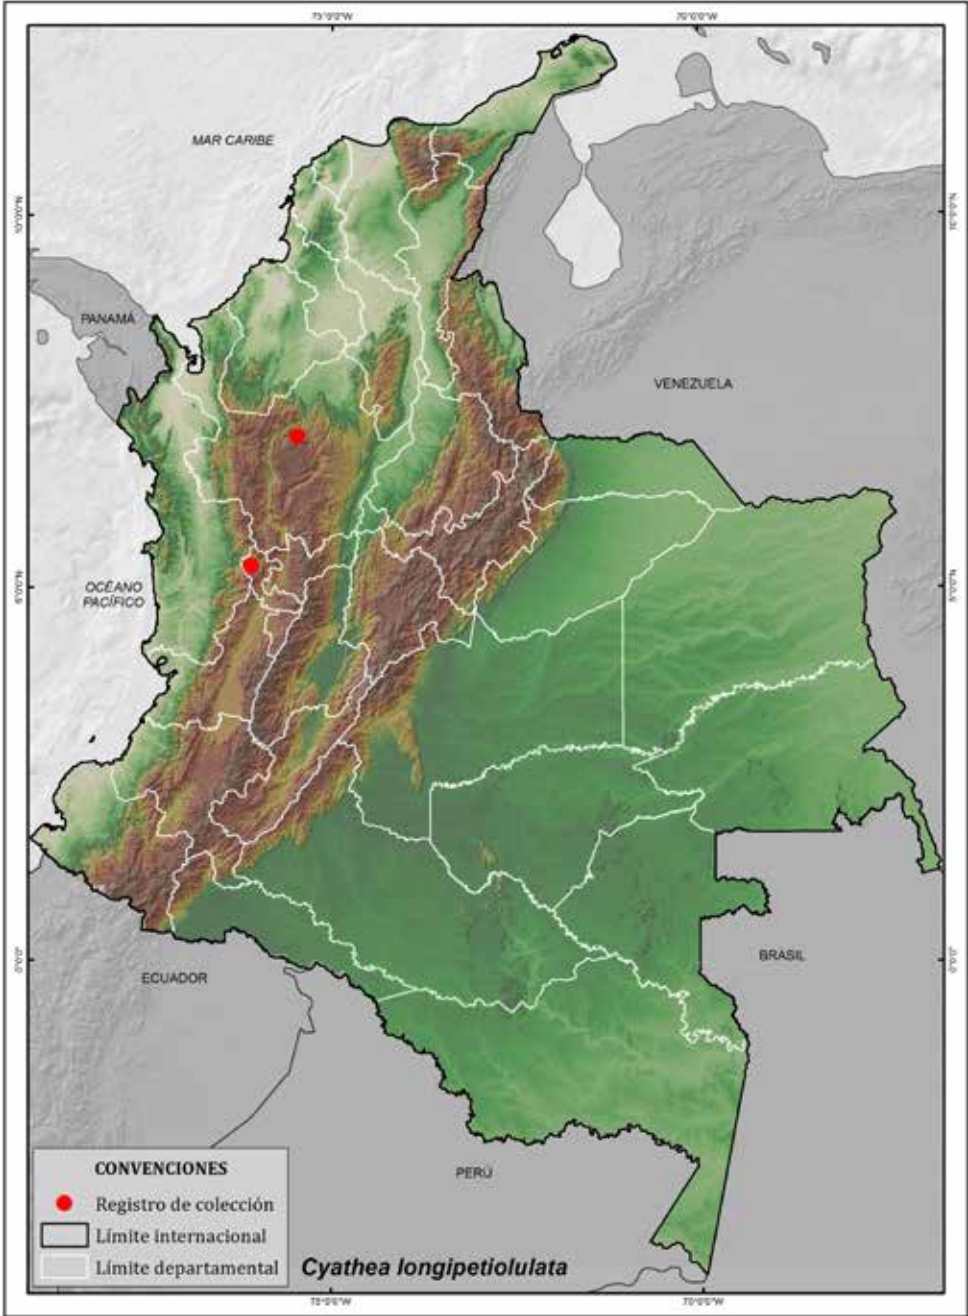 75°0'0"W 70°0'0"W
MAR CARIBE
10°0'0"N 10°0'0"N
PANAMÁ
VENEZUELA
OCÉANO
PACÍFICO
5°0'0"N 5°0'0"N
0°0'0" 0°0'0"
ECUADOR
BRASIL
PERÚ
CONVENCIONES
Registro de colección
Límite internacional
Límite departamental
Cyathea longipetiolulata
75°0'0"W 70°0'0"W